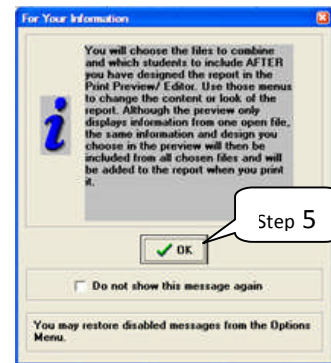 For Your Information
You will choose the files to combine
and which students to include AFTER
you have designed the report in the
Print Preview/ Editor. Use those menus
to change the content or look of the
report. Although the preview only
displays information from one open file,
the same information and design you
choose in the preview will then be
included from all chosen files and will
be added to the report when you print
it.
Step 5
OK
Do not show this message again
You may restore disabled messages from the Options
Menu.